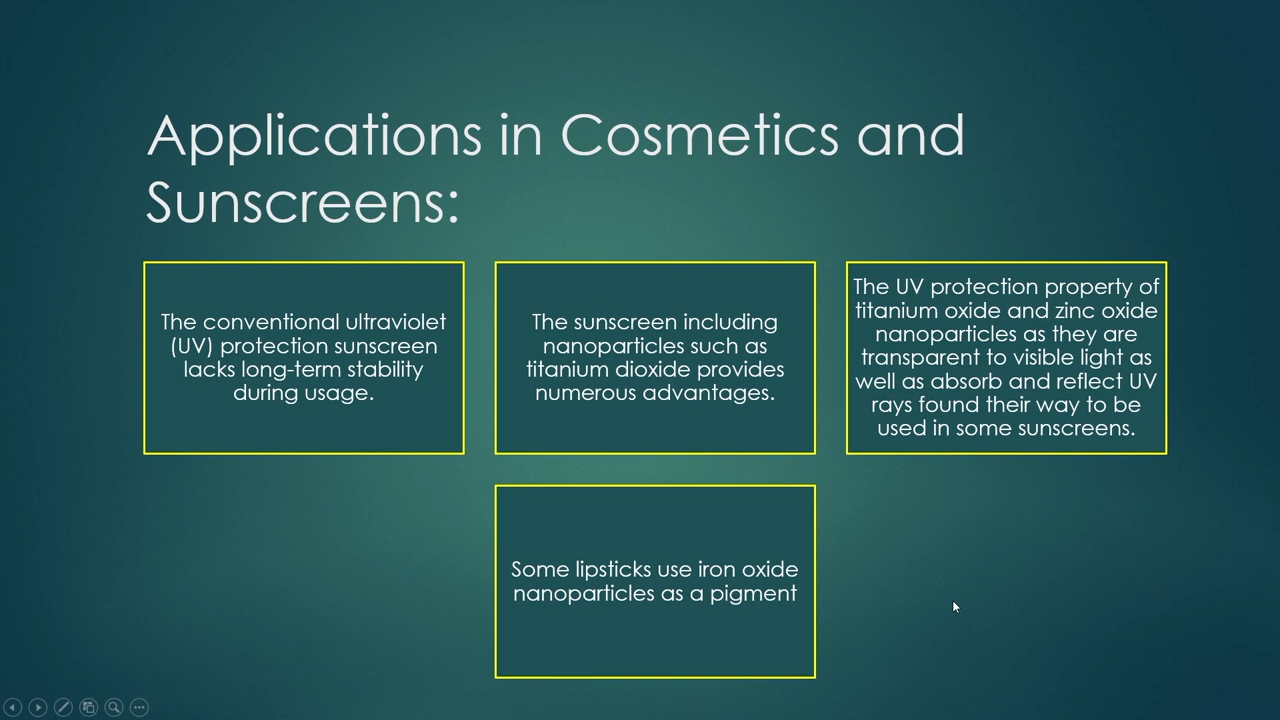 Applications in Cosmetics and
Sunscreens:
The conventional ultraviolet
(UV) protection sunscreen
lacks long-term stability
during usage.
The sunscreen including
nanoparticles such as
titanium dioxide provides
numerous advantages.
The UV protection property of
titanium oxide and zinc oxide
nanoparticles as they are
transparent to visible light as
well as absorb and reflect UV
rays found their way to be
used in some sunscreens.
Some lipsticks use iron oxide
nanoparticles as a pigment